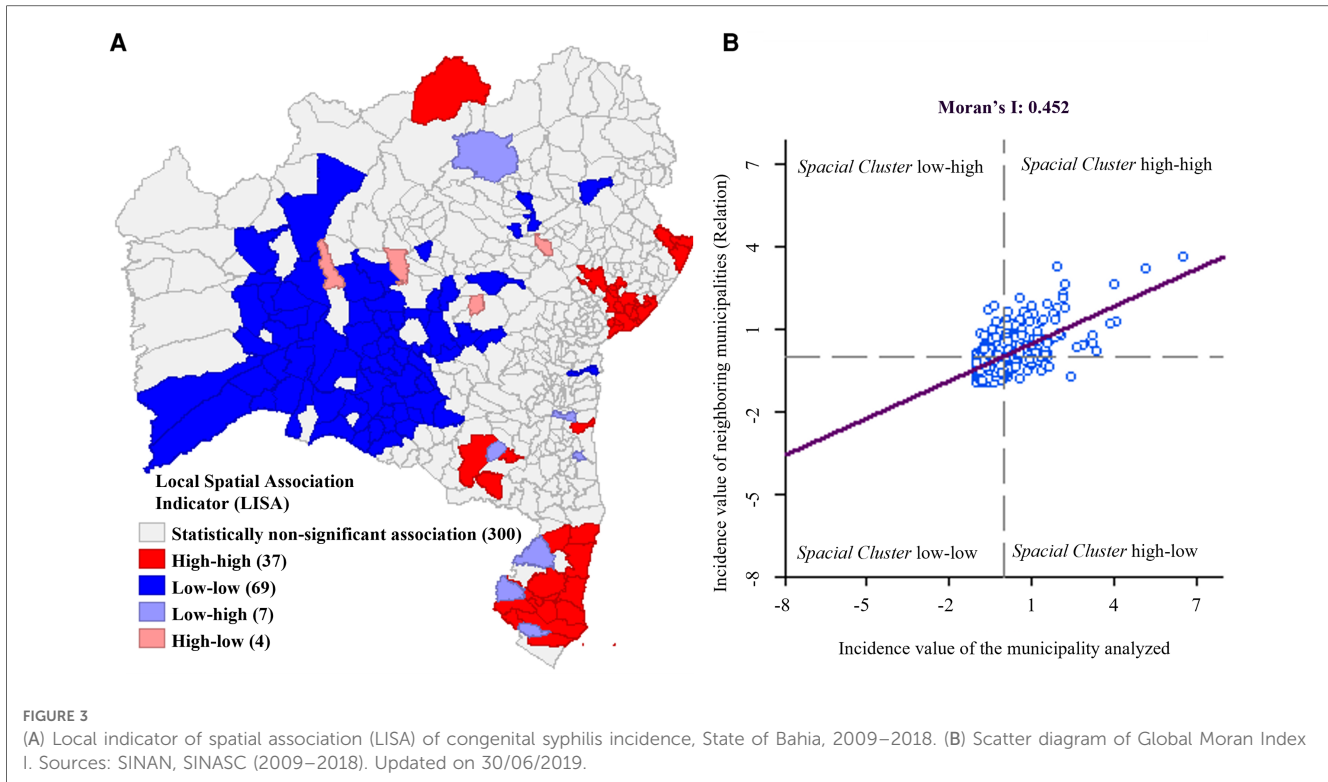 A
Local Spatial Association
Indicator (LISA)
Statistically non-significant association (300)
High-high (37)
Low-low (69)
Low-high (7)
High-low (4)
B
Moran's I: 0.452
Spacial Cluster low-high
Spacial Cluster high-high
Spacial Cluster low-low
Spacial Cluster high-low
Incidence value of neighboring municipalities (Relation)
7
4
1
-2
-5
-8
-8
-5
-2
1
4
7
Incidence value of the municipality analyzed
FIGURE 3
(A) Local indicator of spatial association (LISA) of congenital syphilis incidence, State of Bahia, 2009–2018. (B) Scatter diagram of Global Moran Index
I. Sources: SINAN, SINASC (2009–2018). Updated on 30/06/2019.